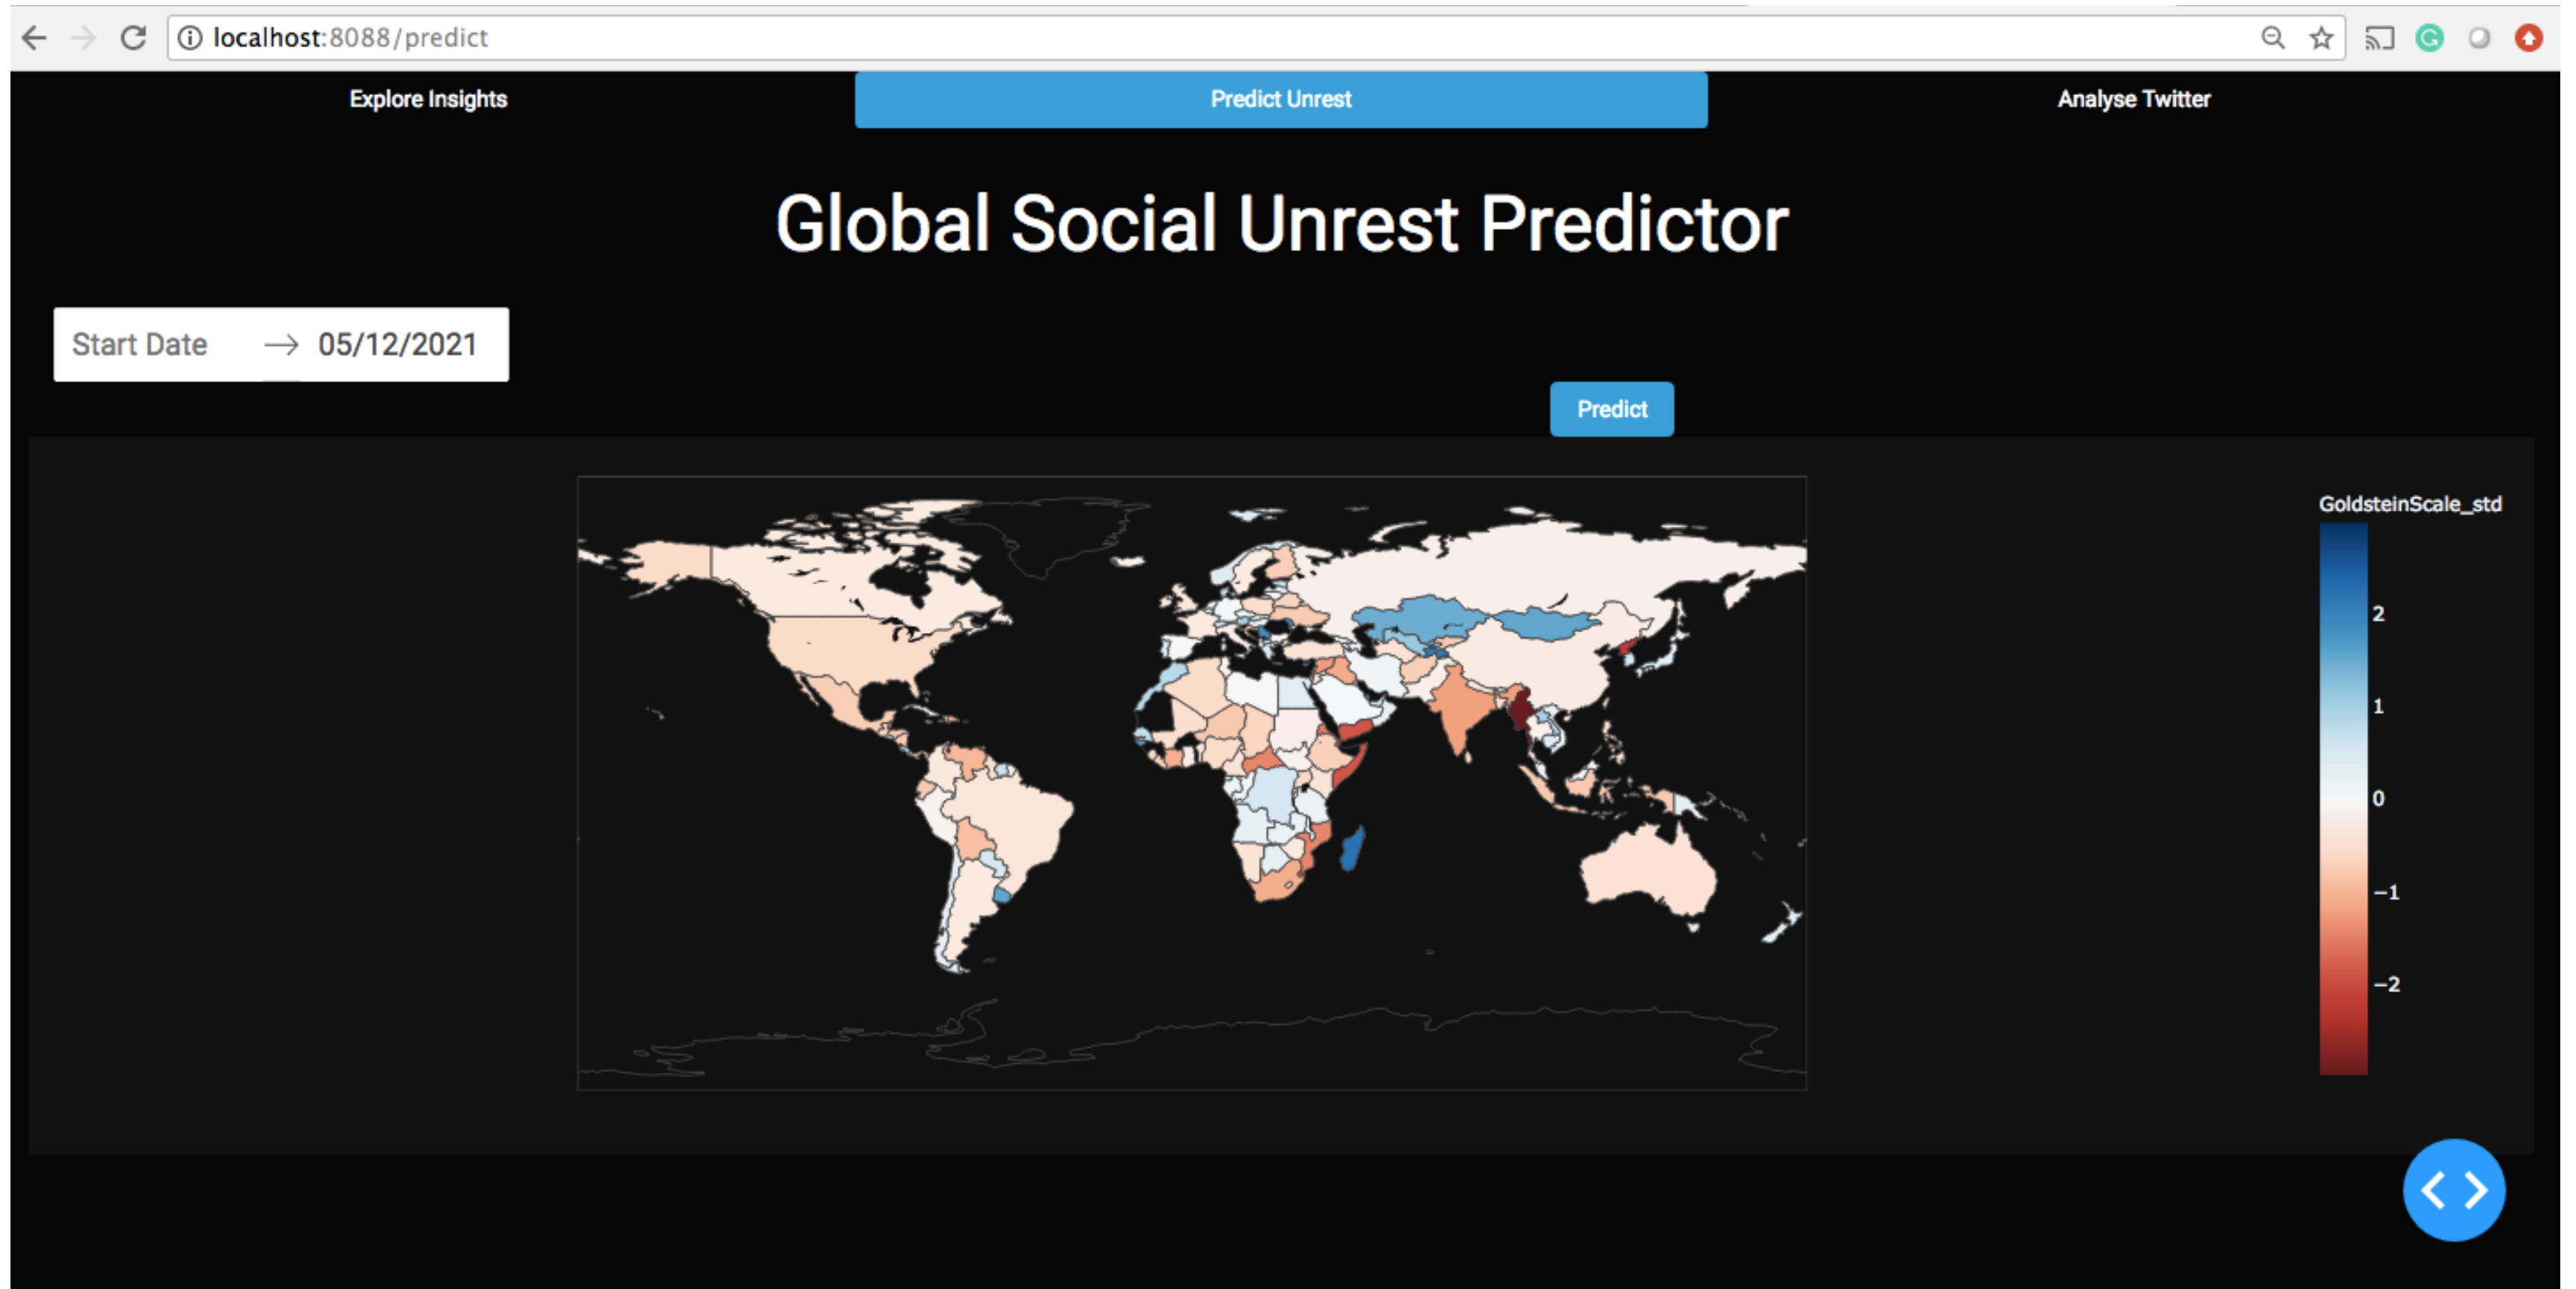 localhost:8088/predict
Explore Insights
Predict Unrest
Analyse Twitter
Global Social Unrest Predictor
Start Date → 05/12/2021
Predict
GoldsteinScale_std
2
1
0
−1
−2